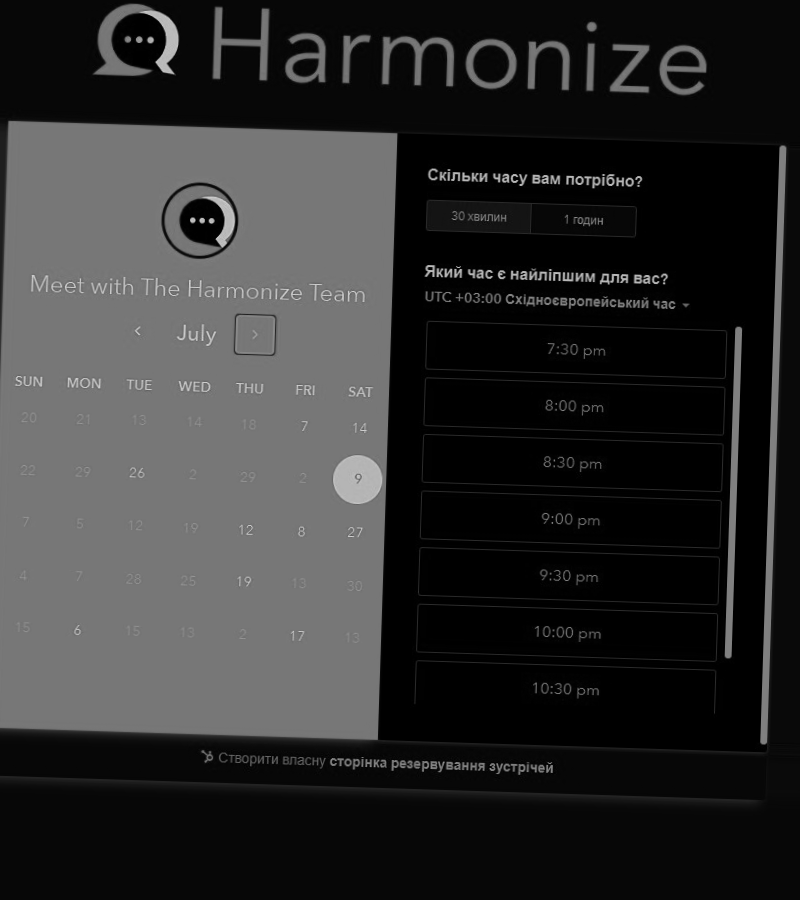 Harmonize
Meet with The Harmonize Team
July
SUN MON TUE WED THU FRI SAT
20 21 13 14 18 7 14
22 29 26 2 29 2 9
7 5 12 19 12 8 27
4 7 28 25 19 13 30
15 6 15 13 2 17 13
Скільки часу вам потрібно?
30 хвилин 1 годин
Який час є найліпшим для вас?
UTC +03:00 Східноєвропейський час
7:30 pm
8:00 pm
8:30 pm
9:00 pm
9:30 pm
10:00 pm
10:30 pm
Створити власну сторінка резервування зустрічей